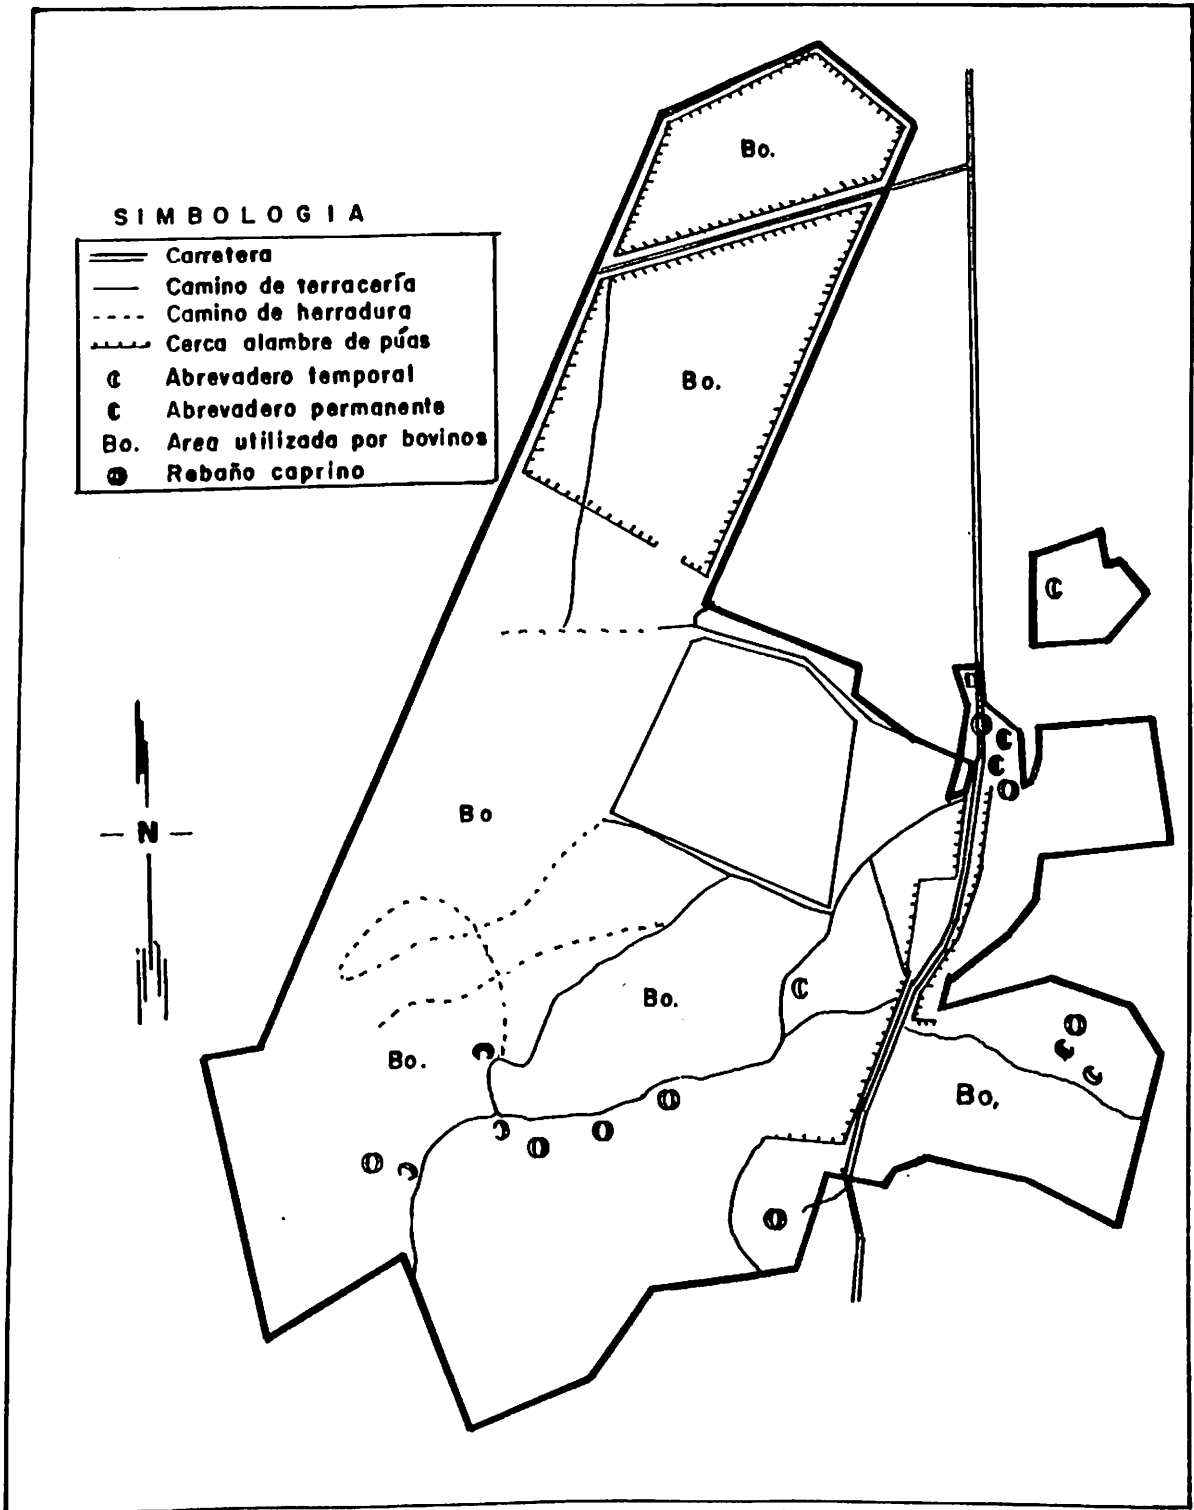 SIMBOLOGIA
Carretera
Camino de terracería
Camino de herradura
Cerca alambre de púas
Abrevadero temporal
Abrevadero permanente
Bo. Area utilizada por bovinos
Rebaño caprino
Bo.
Bo.
Bo
N
Bo.
Bo.
Bo.